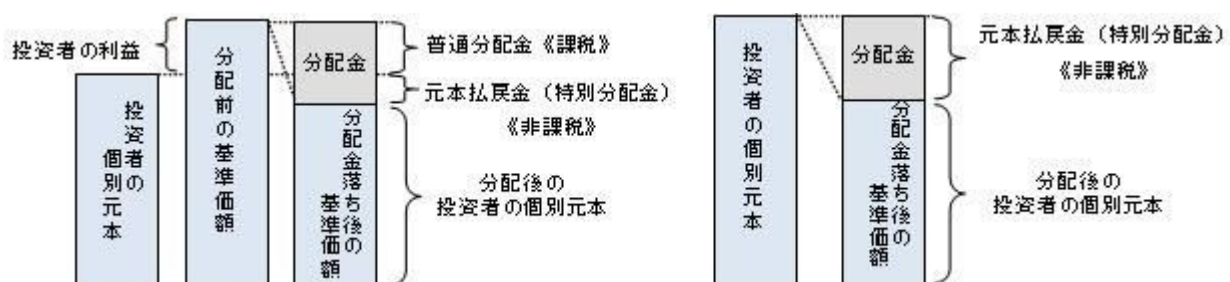 投資者の利益
投資者の
個別元本
分配前の基準価額
分配金
分配金落ち後の
基準価額
普通分配金《課税》
元本払戻金（特別分配金）
《非課税》
分配後の
投資者の個別元本
投資者の個別元本
分配金
分配金落ち後の
基準価額
元本払戻金（特別分配金）
《非課税》
分配後の
投資者の個別元本